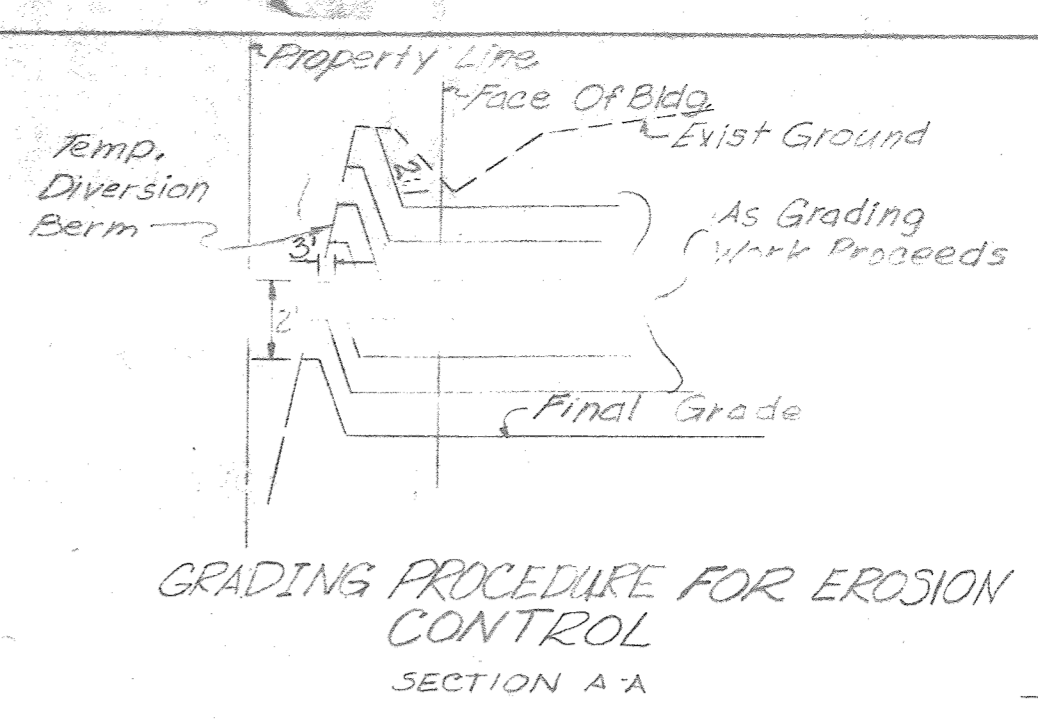 Property Line
Face Of Bldg.
Exist Ground
Temp.
Diversion
Berm
2'
As Grading
Work Proceeds
3'
2'
Final Grade
GRADING PROCEDURE FOR EROSION
CONTROL
SECTION A-A